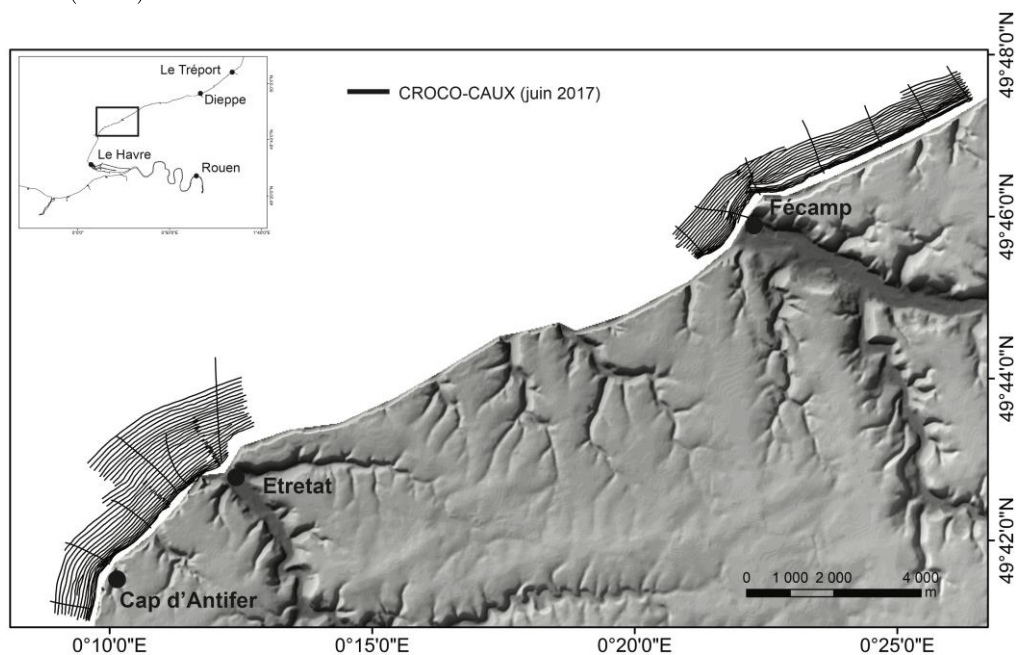 Le Tréport
Dieppe
Le Havre
Rouen
CROCO-CAUX (juin 2017)
Fécamp
Etretat
Cap d'Antifer
0 1 000 2 000 4 000
m
49°48'0"N
49°46'0"N
49°44'0"N
49°42'0"N
0°10'0"E
0°15'0"E
0°20'0"E
0°25'0"E